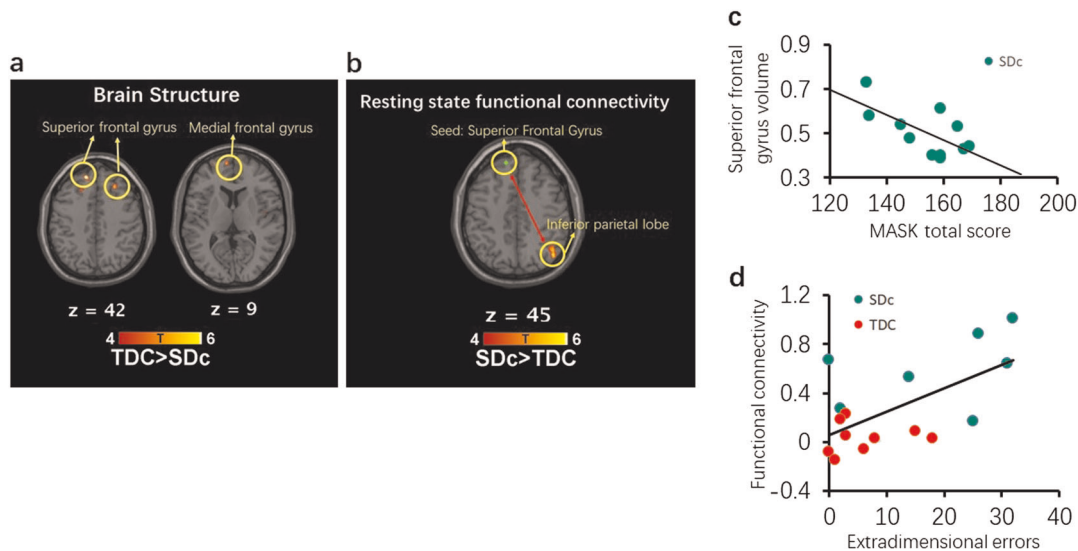 a
Brain Structure
Superior frontal gyrus
Medial frontal gyrus
z = 42
z = 9
4
T
6
TDC>SDc
b
Resting state functional connectivity
Seed: Superior Frontal Gyrus
Inferior parietal lobe
z = 45
4
T
6
SDc>TDC
c
Superior frontal
gyrus volume
0.9
0.7
0.5
0.3
120 140 160 180 200
MASK total score
SDc
d
Functional connectivity
1.2
0.8
0.4
0
-0.4
0 10 20 30 40
Extradimensional errors
SDc
TDC